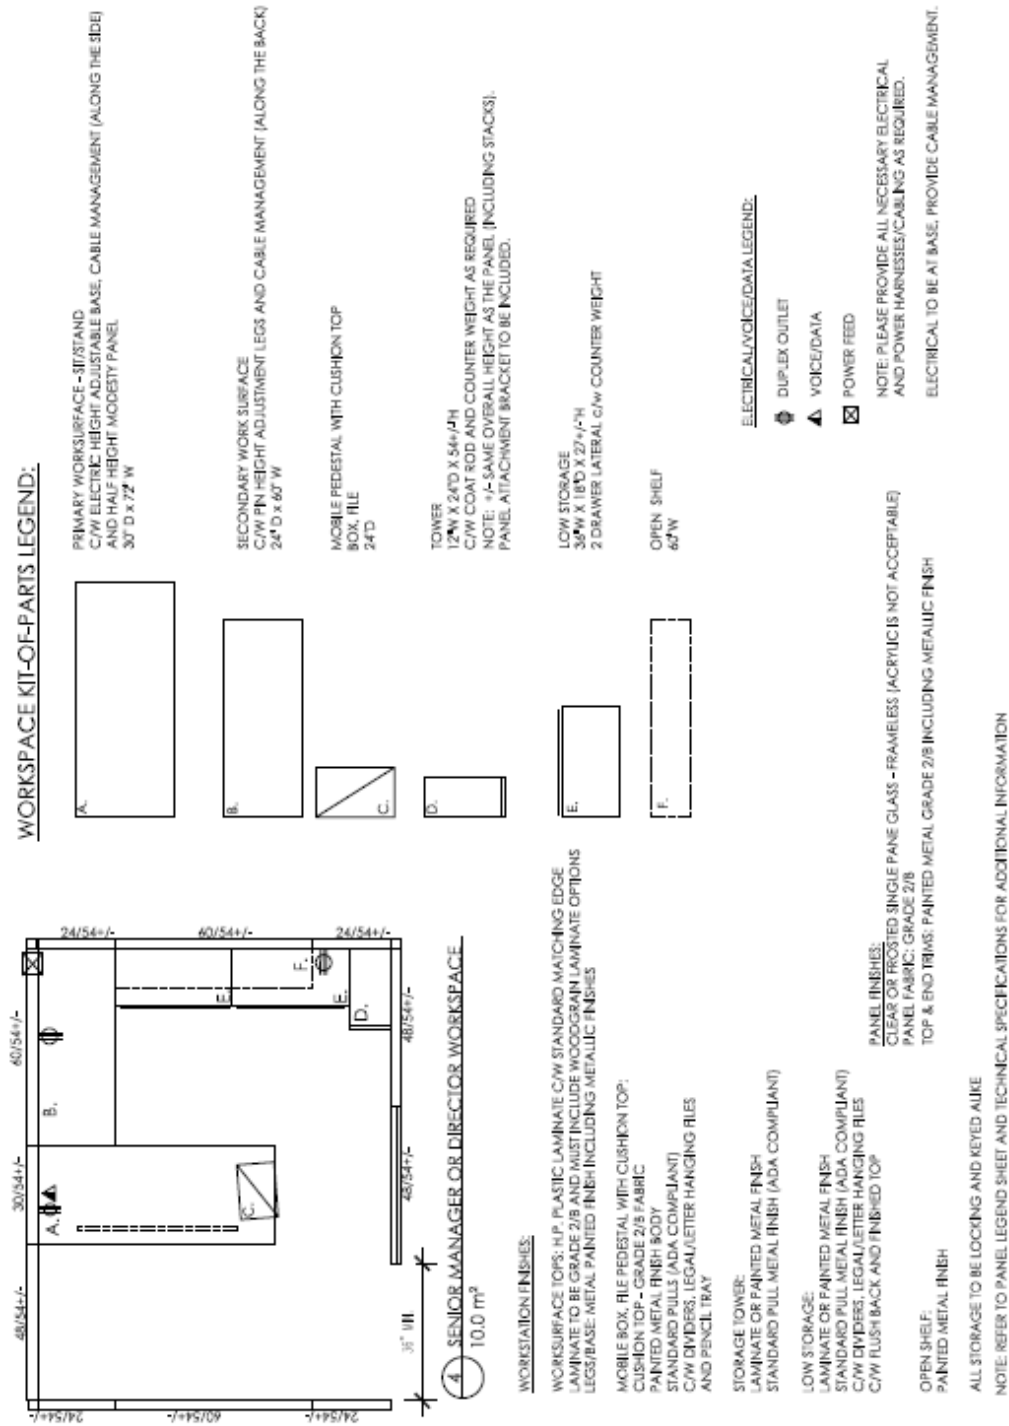 WORKSPACE KIT-OF-PARTS LEGEND:
A.
PRIMARY WORKSURFACE - SIT/STAND
C/W ELECTRIC HEIGHT ADJUSTABLE BASE, CABLE MANAGEMENT (ALONG THE SIDE)
AND HALF HEIGHT MODESTY PANEL
30" D x 72" W
B.
SECONDARY WORK SURFACE
C/W PIN HEIGHT ADJUSTMENT LEGS AND CABLE MANAGEMENT (ALONG THE BACK)
24" D x 60" W
C.
MOBILE PEDESTAL WITH CUSHION TOP
BOX, FILE
24"D
D.
TOWER
12"W X 24"D X 54+/-"H
C/W COAT ROD AND COUNTER WEIGHT AS REQUIRED
NOTE: +/- SAME OVERALL HEIGHT AS THE PANEL (INCLUDING STACKS).
PANEL ATTACHMENT BRACKET TO BE INCLUDED.
E.
LOW STORAGE
36"W X 18"D X 27+/-"H
2 DRAWER LATERAL c/w COUNTER WEIGHT
F.
OPEN SHELF
60"W
ELECTRICAL/VOICE/DATA LEGEND:
DUPLEX OUTLET
VOICE/DATA
POWER FEED
NOTE: PLEASE PROVIDE ALL NECESSARY ELECTRICAL
AND POWER HARNESSES/CABLING AS REQUIRED.
ELECTRICAL TO BE AT BASE, PROVIDE CABLE MANAGEMENT.
48/54+/-
30/54+/-
60/54+/-
24/54+/-
60/54+/-
24/54+/-
24/54+/-
60/54+/-
24/54+/-
48/54+/-
48/54+/-
36" MIN.
A.
B.
C.
D.
E.
E.
F.
4 SENIOR MANAGER OR DIRECTOR WORKSPACE
10.0 m²
WORKSTATION FINISHES:
WORKSURFACE TOPS: H.P. PLASTIC LAMINATE C/W STANDARD MATCHING EDGE
LAMINATE TO BE GRADE 2/B AND MUST INCLUDE WOODGRAIN LAMINATE OPTIONS
LEGS/BASE: METAL PAINTED FINISH INCLUDING METALLIC FINISHES
MOBILE BOX, FILE PEDESTAL WITH CUSHION TOP:
CUSHION TOP - GRADE 2/B FABRIC
PAINTED METAL FINISH BODY
STANDARD PULLS (ADA COMPLIANT)
C/W DIVIDERS, LEGAL/LETTER HANGING FILES
AND PENCIL TRAY
STORAGE TOWER:
LAMINATE OR PAINTED METAL FINISH
STANDARD PULL METAL FINISH (ADA COMPLIANT)
LOW STORAGE:
LAMINATE OR PAINTED METAL FINISH
STANDARD PULL METAL FINISH (ADA COMPLIANT)
C/W DIVIDERS, LEGAL/LETTER HANGING FILES
C/W FLUSH BACK AND FINISHED TOP
OPEN SHELF:
PAINTED METAL FINISH
PANEL FINISHES:
CLEAR OR FROSTED SINGLE PANE GLASS - FRAMELESS (ACRYLIC IS NOT ACCEPTABLE)
PANEL FABRIC: GRADE 2/B
TOP & END TRIMS: PAINTED METAL GRADE 2/B INCLUDING METALLIC FINISH
ALL STORAGE TO BE LOCKING AND KEYED ALIKE
NOTE: REFER TO PANEL LEGEND SHEET AND TECHNICAL SPECIFICATIONS FOR ADDITIONAL INFORMATION